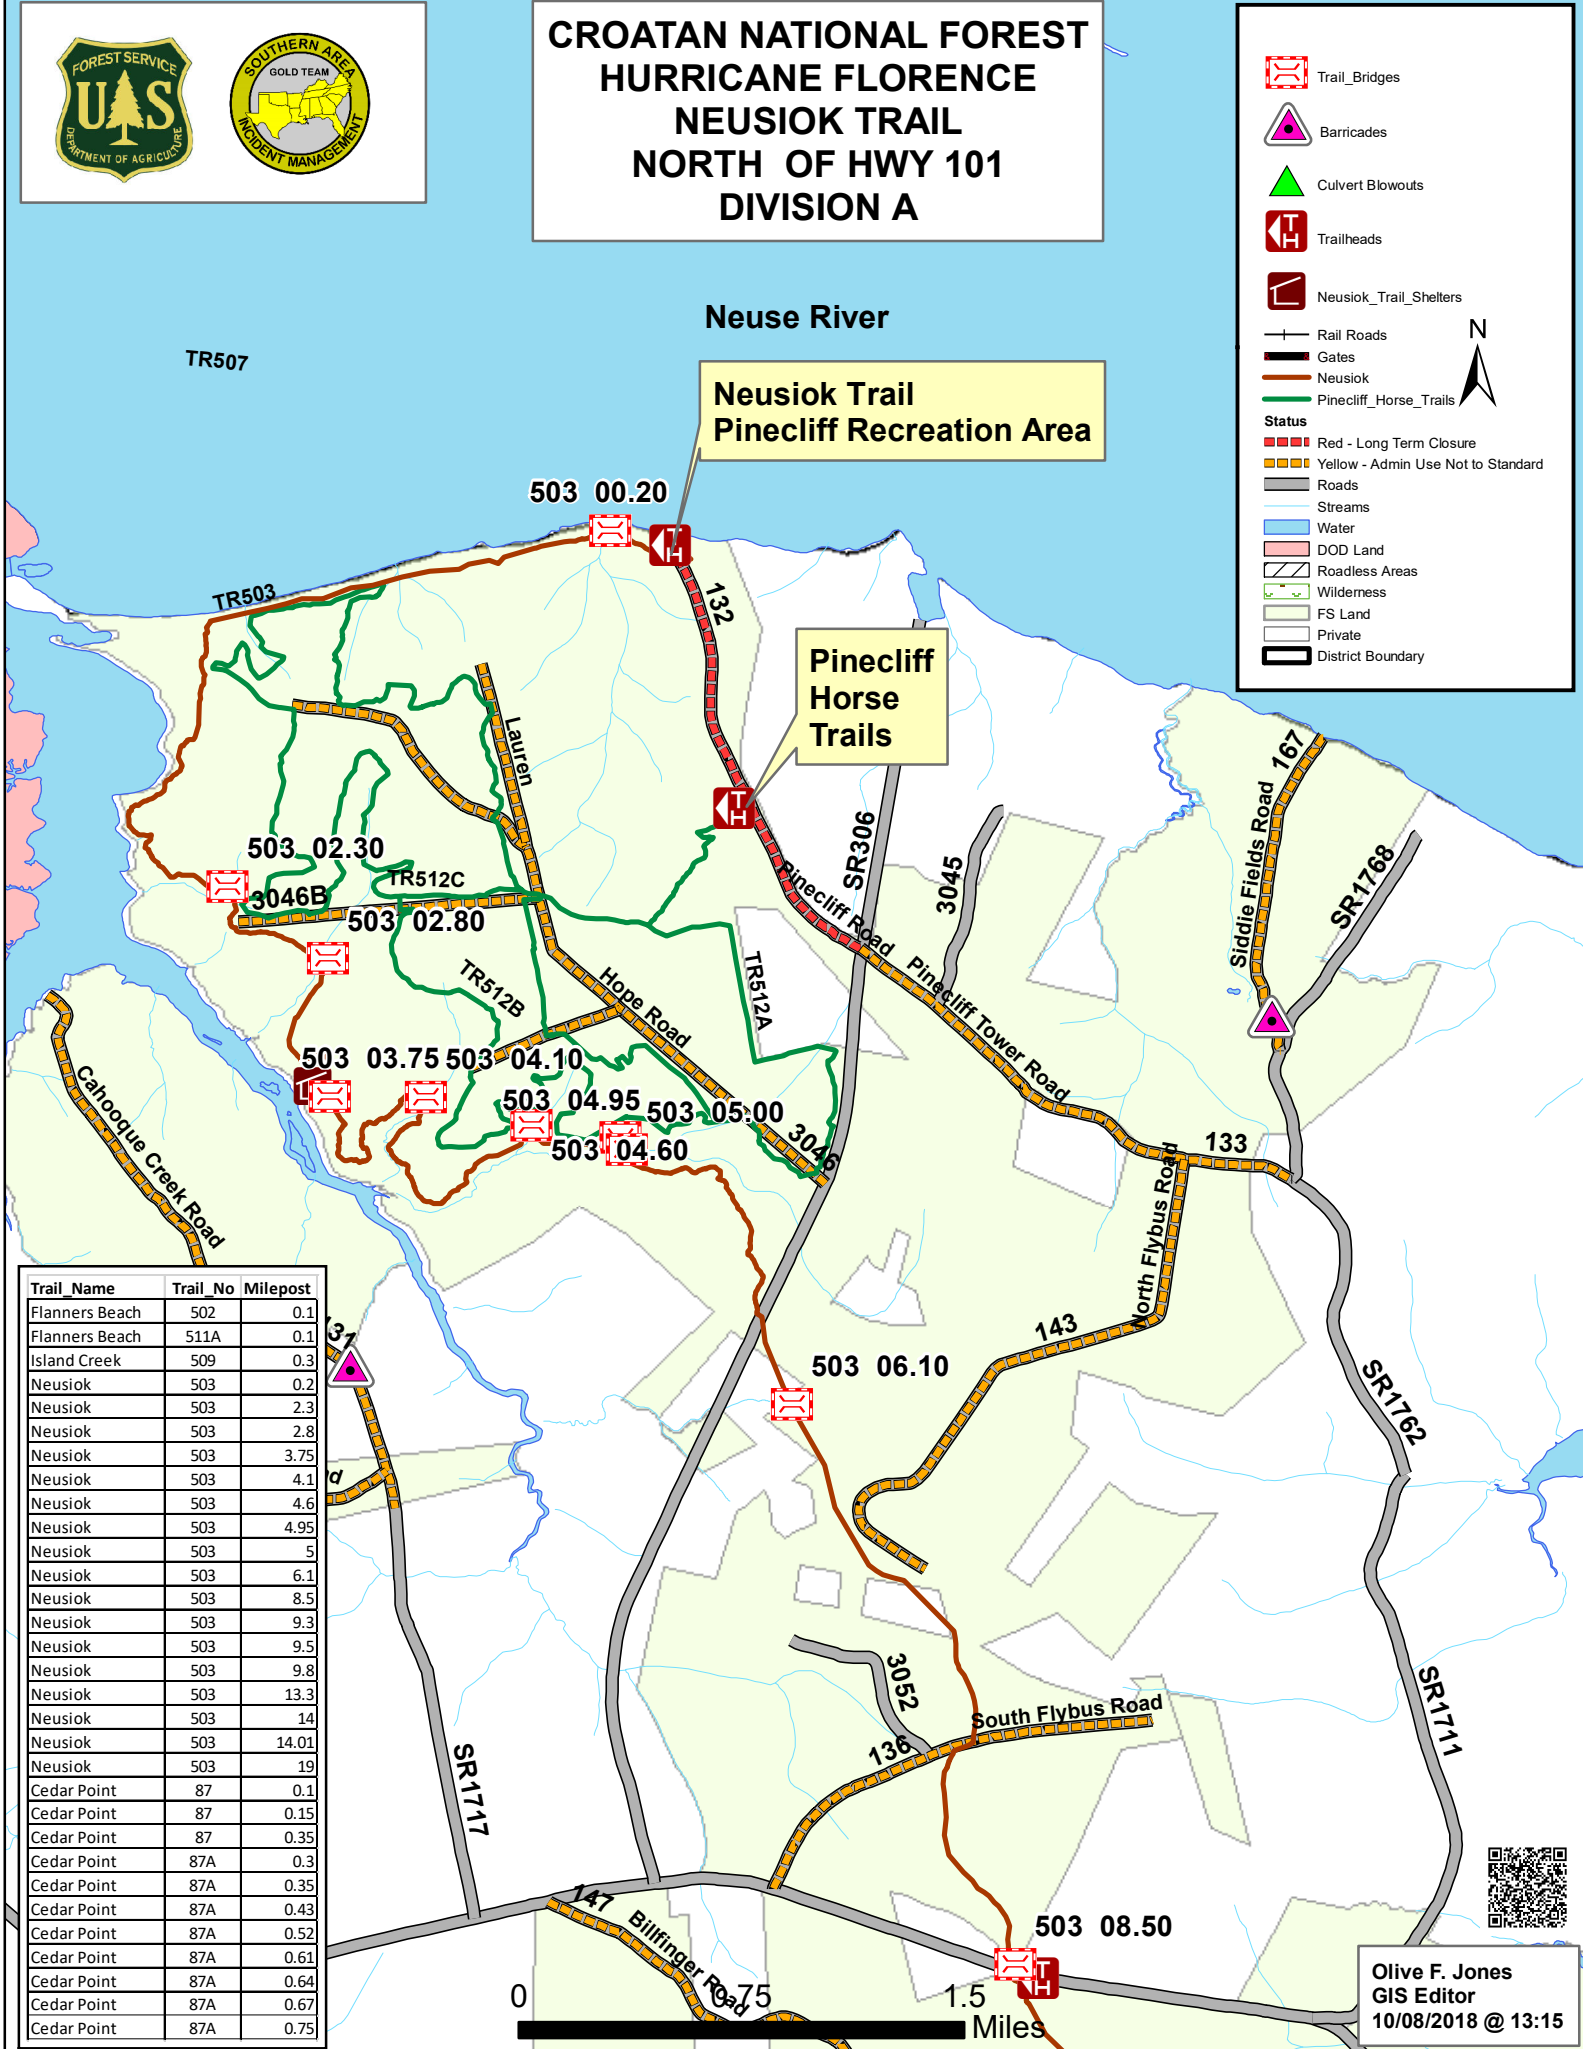 FOREST SERVICE
UAS
DEPARTMENT OF AGRICULTURE
SOUTHERN AREA
GOLD TEAM
INCIDENT MANAGEMENT
CROATAN NATIONAL FOREST
HURRICANE FLORENCE
NEUSIOK TRAIL
NORTH OF HWY 101
DIVISION A
Trail_Bridges
Barricades
Culvert Blowouts
TH
Trailheads
Neusiok_Trail_Shelters
Rail Roads
Gates
Neusiok
Pinecliff_Horse_Trails
N
Status
Red - Long Term Closure
Yellow - Admin Use Not to Standard
Roads
Streams
Water
DOD Land
Roadless Areas
Wilderness
FS Land
Private
District Boundary
Neuse River
TR507
Neusiok Trail
Pinecliff Recreation Area
503 00.20
TH
TR503
132
Pinecliff
Horse
Trails
Lauren
TH
167
Siddie Fields Road
SR306
3045
SR1768
503 02.30
TR512C
3046B
503 02.80
Pinecliff Road
TR512B
Hope Road
TR512A
Pinecliff Tower Road
503 03.75
503 04.10
503 04.95
503 05.00
503 04.60
3046
Cahooque Creek Road
133
North Flybus Road
143
131
503 06.10
SR1762
3052
South Flybus Road
136
SR1711
SR1717
147
Billfinger Road
503 08.50
TH
Trail_Name Trail_No Milepost
Flanners Beach 502 0.1
Flanners Beach 511A 0.1
Island Creek 509 0.3
Neusiok 503 0.2
Neusiok 503 2.3
Neusiok 503 2.8
Neusiok 503 3.75
Neusiok 503 4.1
Neusiok 503 4.6
Neusiok 503 4.95
Neusiok 503 5
Neusiok 503 6.1
Neusiok 503 8.5
Neusiok 503 9.3
Neusiok 503 9.5
Neusiok 503 9.8
Neusiok 503 13.3
Neusiok 503 14
Neusiok 503 14.01
Neusiok 503 19
Cedar Point 87 0.1
Cedar Point 87 0.15
Cedar Point 87 0.35
Cedar Point 87A 0.3
Cedar Point 87A 0.35
Cedar Point 87A 0.43
Cedar Point 87A 0.52
Cedar Point 87A 0.61
Cedar Point 87A 0.64
Cedar Point 87A 0.67
Cedar Point 87A 0.75
0 0.75 1.5
Miles
Olive F. Jones
GIS Editor
10/08/2018 @ 13:15